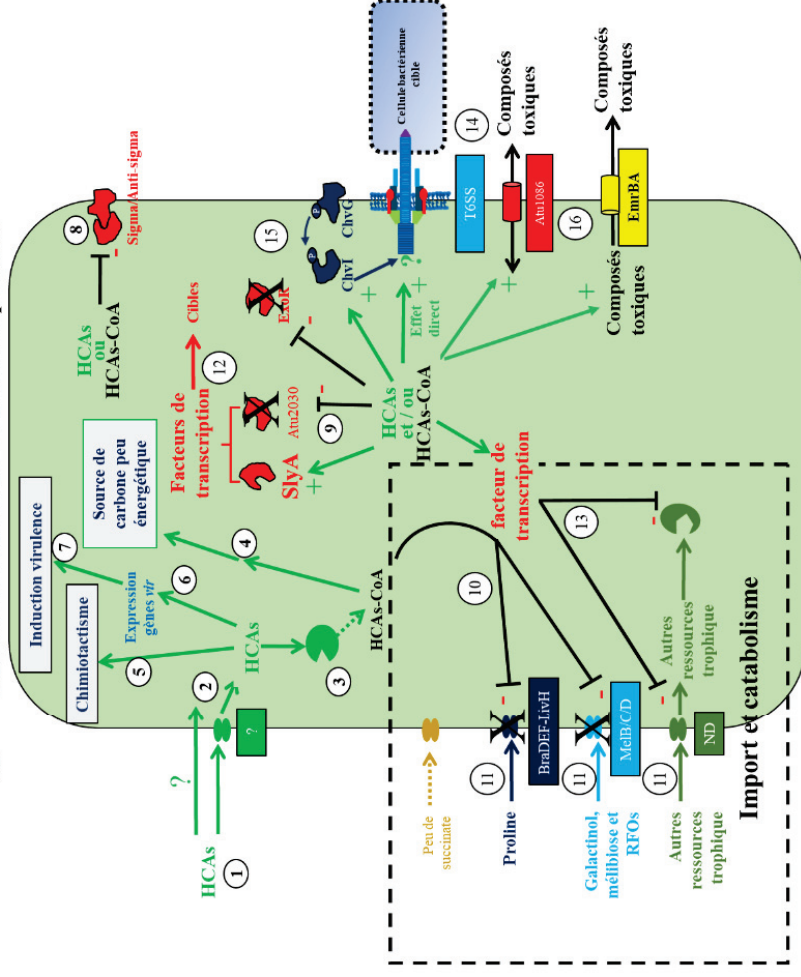 HCAs
1
?
2
?
HCAs
3
HCAs-CoA
4
Source de
carbone peu
énergétique
5
Chimiotactisme
6
Expression
gènes vir
7
Induction virulence
HCAs
ou
HCAs-CoA
8
Sigma/Anti-sigma
-
Facteurs de
transcription
12
Cibles
SlyA
+
Atu2030
-
9
ExoR
-
HCAs
et / ou
HCAs-CoA
15
P
ChvG
P
ChvI
+
Effet
direct
+
?
Cellule bactérienne
cible
T6SS
14
+
Atu1086
Composés
toxiques
16
+
Composés
toxiques
EmrBA
Composés
toxiques
facteur de
transcription
10
13
-
-
-
-
Peu de
succinate
Proline
11
BraDEF-LivH
Galactinol,
mélibiose et
RFOs
11
MelB/C/D
Autres
ressources
trophique
11
ND
Autres
ressources
trophique
Import et catabolisme